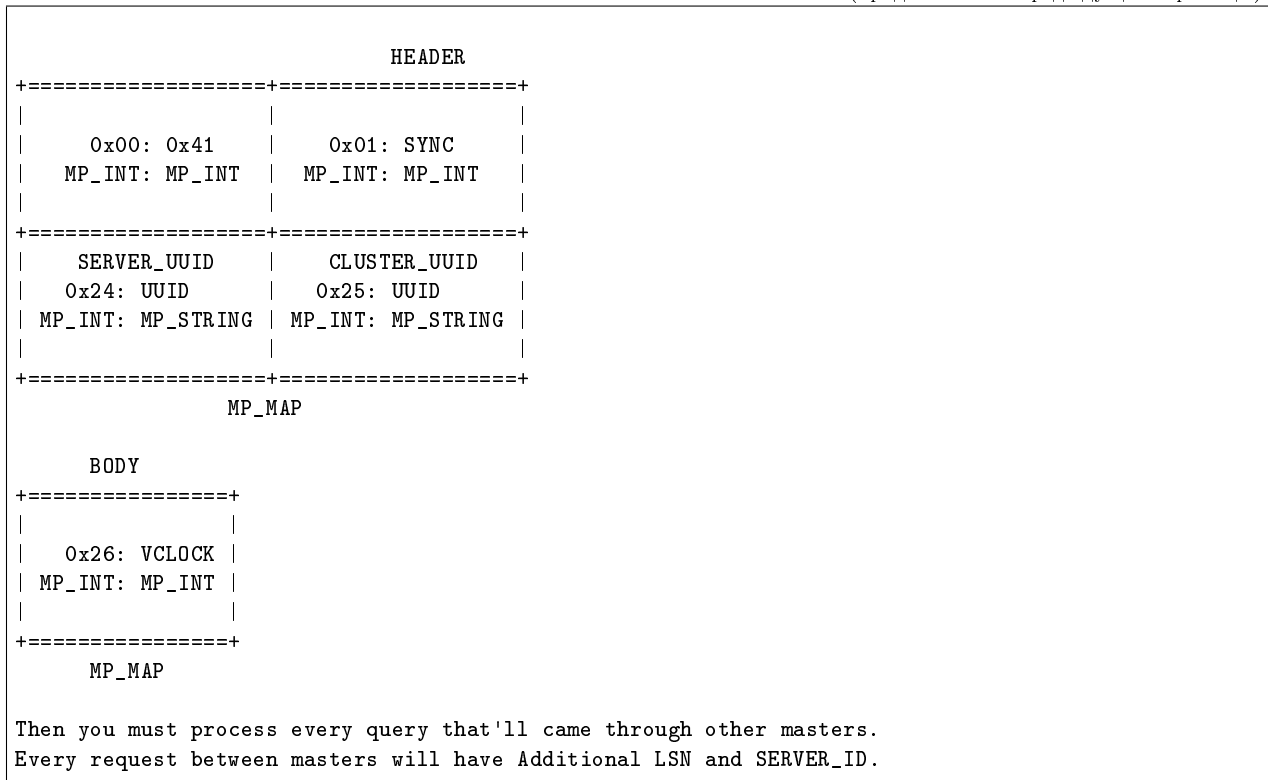 HEADER
+===================+===================+
|                   |                   |
|     0x00: 0x41    |    0x01: SYNC     |
|   MP_INT: MP_INT  |  MP_INT: MP_INT   |
|                   |                   |
+===================+===================+
|    SERVER_UUID    |    CLUSTER_UUID   |
|   0x24: UUID      |   0x25: UUID      |
| MP_INT: MP_STRING | MP_INT: MP_STRING |
|                   |                   |
+===================+===================+
MP_MAP
BODY
+================+
|                |
|   0x26: VCLOCK |
| MP_INT: MP_INT |
|                |
+================+
MP_MAP
Then you must process every query that'll came through other masters.
Every request between masters will have Additional LSN and SERVER_ID.